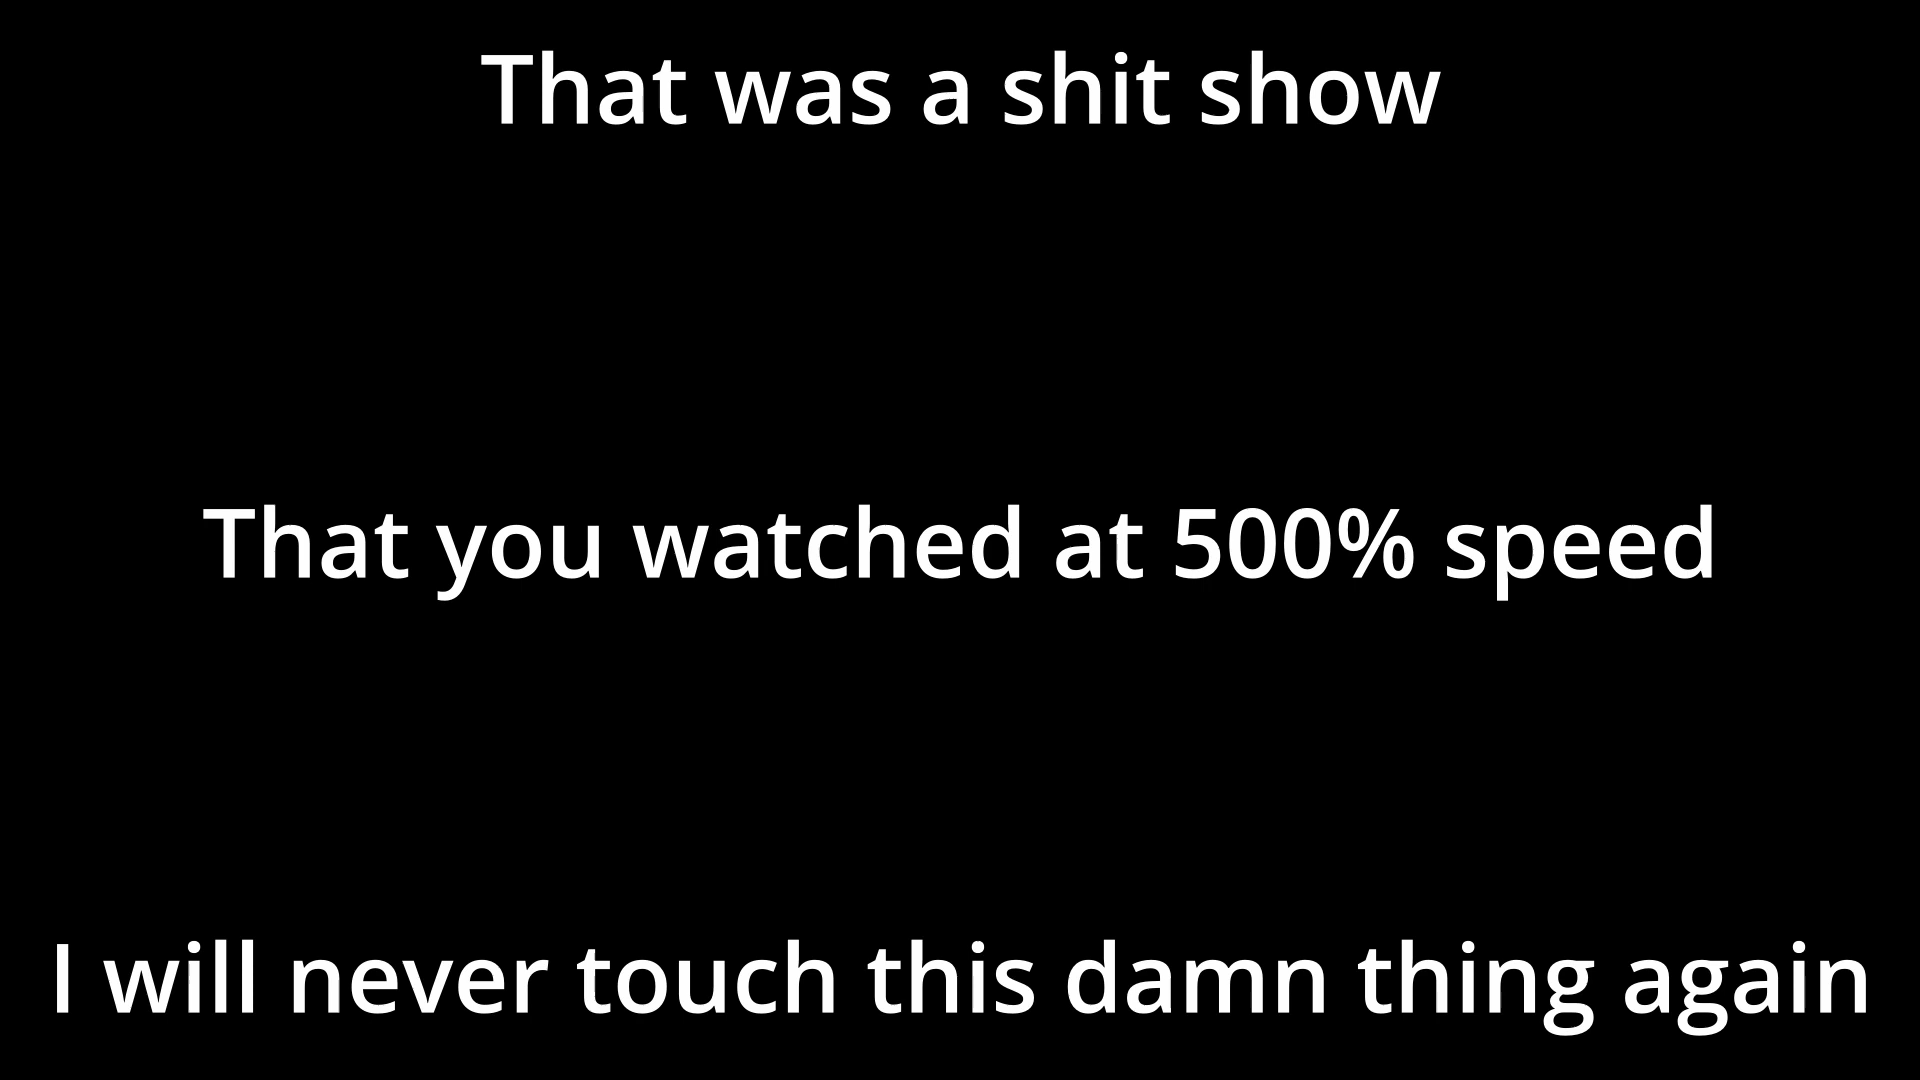 That was a shit show
That you watched at 500% speed
I will never touch this damn thing again